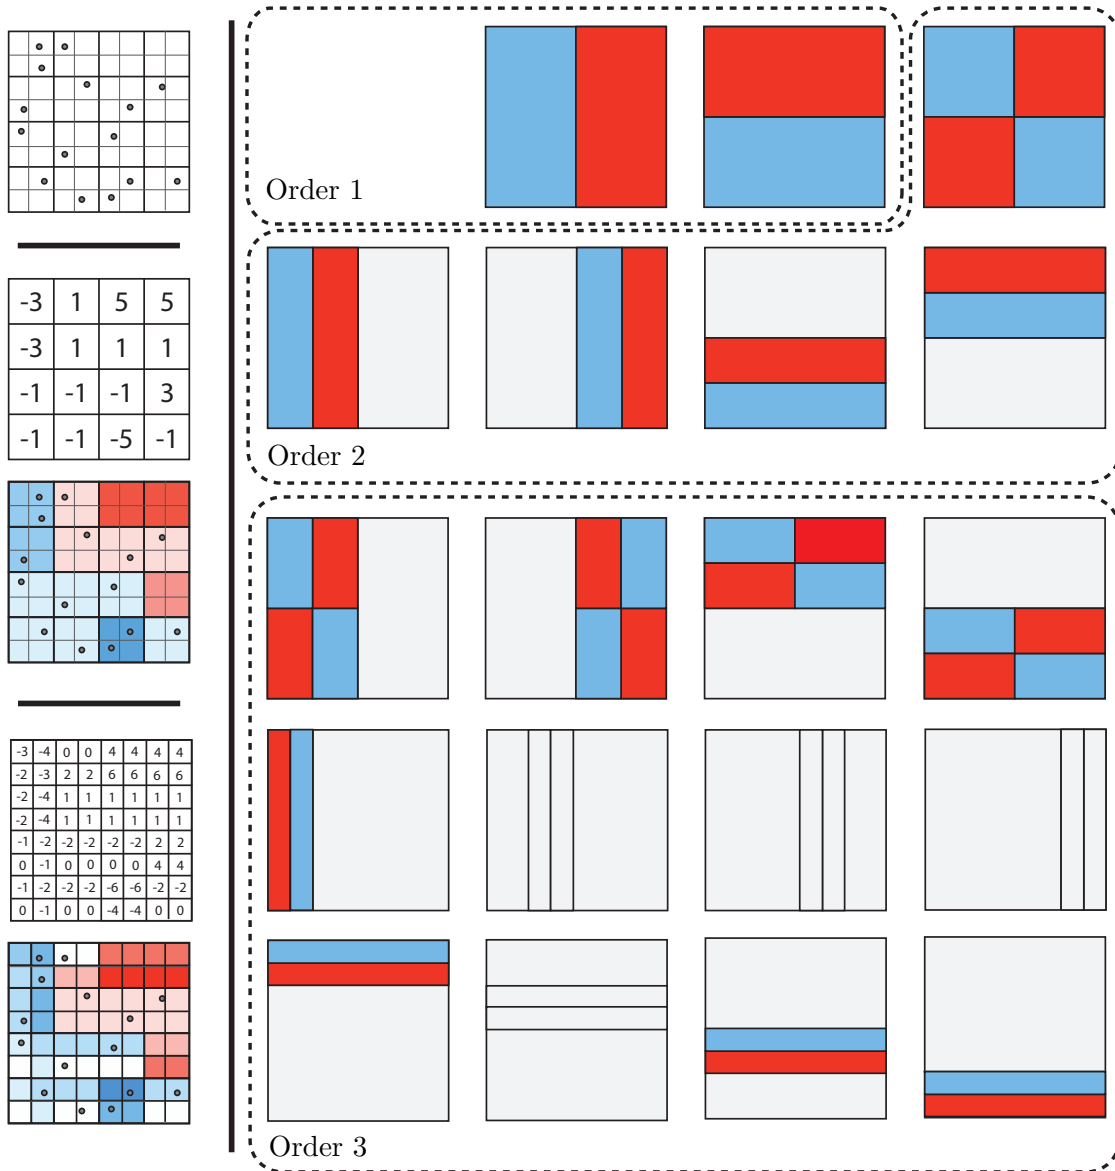 Order 1
-3 1 5 5
-3 1 1 1
-1 -1 -1 3
-1 -1 -5 -1
Order 2
-3 -4 0 0 4 4 4 4
-2 -3 2 2 6 6 6 6
-2 -4 1 1 1 1 1 1
-2 -4 1 1 1 1 1 1
-1 -2 -2 -2 -2 -2 2 2
0 -1 0 0 0 0 4 4
-1 -2 -2 -2 -6 -6 -2 -2
0 -1 0 0 -4 -4 0 0
Order 3